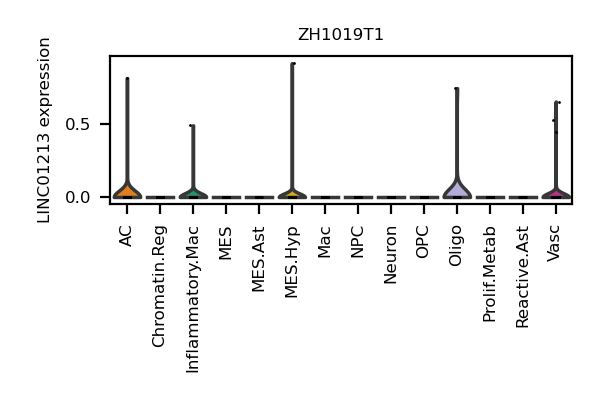 ZH1019T1
LINC01213 expression
0.5
0.0
AC
Chromatin.Reg
Inflammatory.Mac
MES
MES.Ast
MES.Hyp
Mac
NPC
Neuron
OPC
Oligo
Prolif.Metab
Reactive.Ast
Vasc